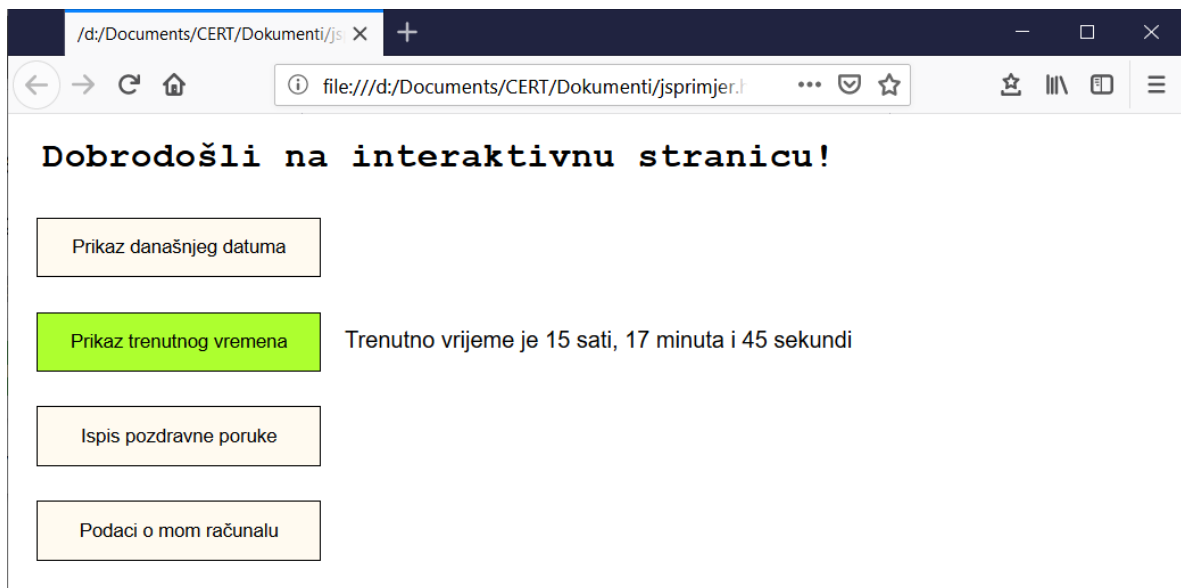 /d:/Documents/CERT/Dokumenti/js
file:///d:/Documents/CERT/Dokumenti/jsprimjer.h
Dobrodošli na interaktivnu stranicu!
Prikaz današnjeg datuma
Prikaz trenutnog vremena
Trenutno vrijeme je 15 sati, 17 minuta i 45 sekundi
Ispis pozdravne poruke
Podaci o mom računalu